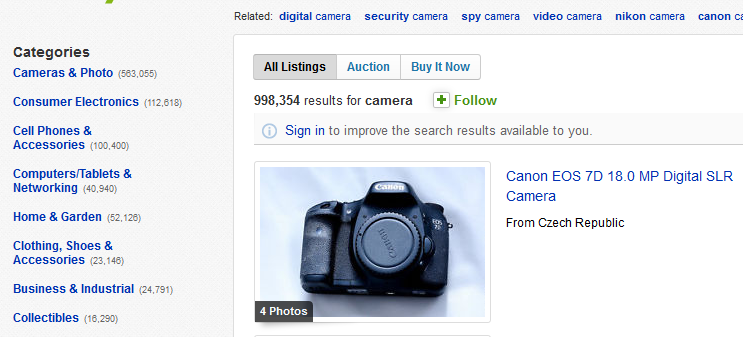 Related: digital camera security camera spy camera video camera nikon camera canon
Categories
Cameras & Photo (563,055)
Consumer Electronics (112,618)
Cell Phones &
Accessories (100,400)
Computers/Tablets &
Networking (40,940)
Home & Garden (52,126)
Clothing, Shoes &
Accessories (23,146)
Business & Industrial (24,791)
Collectibles (16,290)
All Listings Auction Buy It Now
998,354 results for camera Follow
Sign in to improve the search results available to you.
Canon
EOS
7D
CANON
4 Photos
Canon EOS 7D 18.0 MP Digital SLR
Camera
From Czech Republic